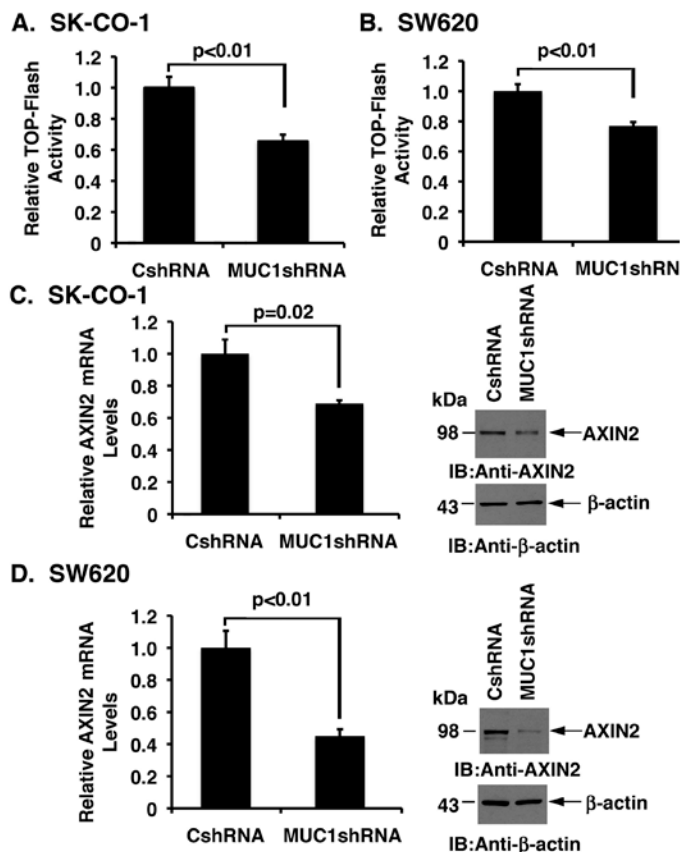 A. SK-CO-1
p<0.01
Relative TOP-Flash
Activity
1.2
1.0
0.8
0.6
0.4
0.2
0
CshRNA MUC1shRNA
B. SW620
p<0.01
Relative TOP-Flash
Activity
1.2
1.0
0.8
0.6
0.4
0.2
0
CshRNA MUC1shRN
C. SK-CO-1
p=0.02
Relative AXIN2 mRNA
Levels
1.2
1.0
0.8
0.6
0.4
0.2
0
CshRNA MUC1shRNA
CshRNA
MUC1shRNA
kDa
98 AXIN2
IB:Anti-AXIN2
43 β-actin
IB:Anti-β-actin
D. SW620
p<0.01
Relative AXIN2 mRNA
Levels
1.2
1.0
0.8
0.6
0.4
0.2
0
CshRNA MUC1shRNA
CshRNA
MUC1shRNA
kDa
98 AXIN2
IB:Anti-AXIN2
43 β-actin
IB:Anti-β-actin